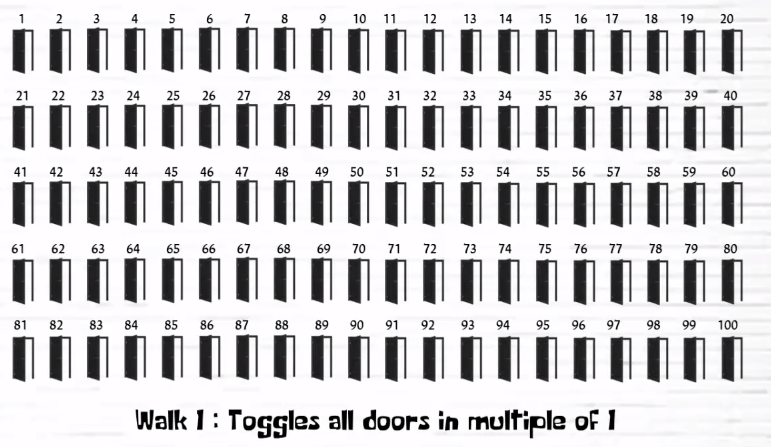 1 2 3 4 5 6 7 8 9 10 11 12 13 14 15 16 17 18 19 20
21 22 23 24 25 26 27 28 29 30 31 32 33 34 35 36 37 38 39 40
41 42 43 44 45 46 47 48 49 50 51 52 53 54 55 56 57 58 59 60
61 62 63 64 65 66 67 68 69 70 71 72 73 74 75 76 77 78 79 80
81 82 83 84 85 86 87 88 89 90 91 92 93 94 95 96 97 98 99 100
Walk 1 : Toggles all doors in multiple of 1